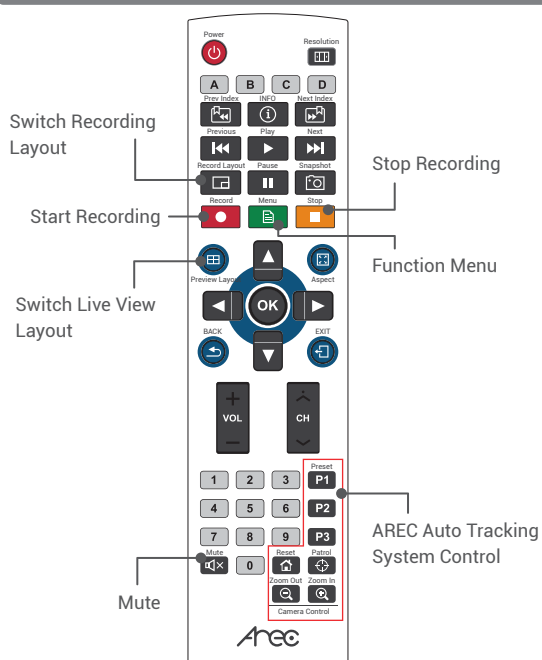 Power
Resolution
A B C D
Prev Index INFO Next Index
Previous Play Next
Switch Recording
Layout
Record Layout Pause Snapshot
Stop Recording
Record Menu Stop
Start Recording
Function Menu
Preview Layout
Aspect
OK
Switch Live View
Layout
BACK
EXIT
+
VOL
−
CH
Preset
1 2 3 P1
4 5 6 P2
7 8 9 P3
AREC Auto Tracking
System Control
Mute Reset Patrol
0
Zoom Out Zoom In
Mute
Camera Control
Arec